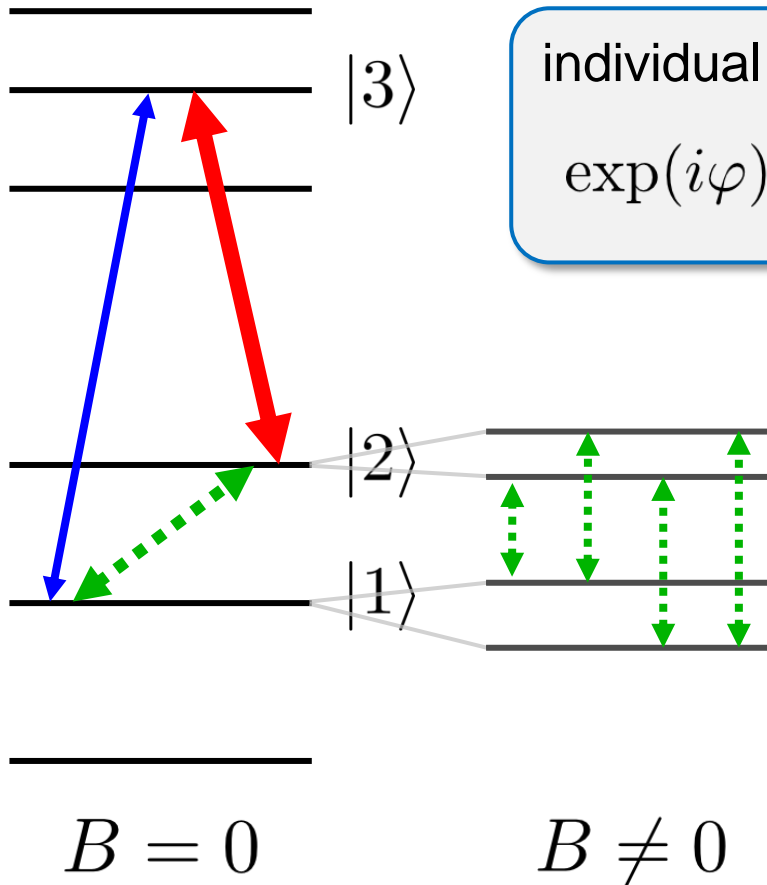 |3⟩
individual
exp(iφ)
|2⟩
|1⟩
B = 0
B ≠ 0